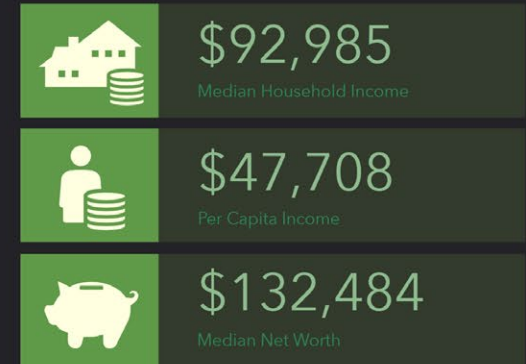 $92,985
Median Household Income
$47,708
Per Capita Income
$132,484
Median Net Worth